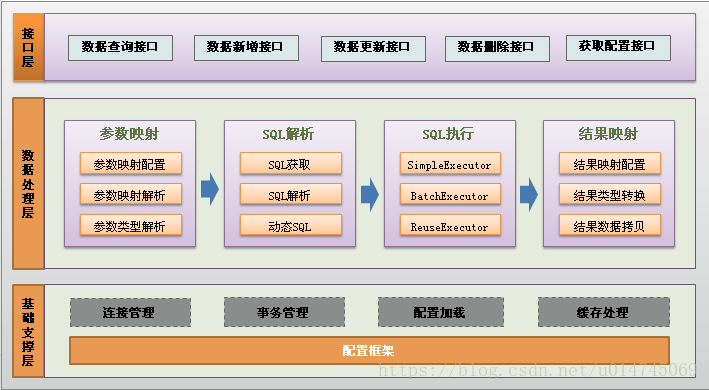 接口层
数据查询接口 数据新增接口 数据更新接口 数据删除接口 获取配置接口
数据处理层
参数映射 SQL解析 SQL执行 结果映射
参数映射配置 SQL获取 SimpleExecutor 结果映射配置
参数映射解析 SQL解析 BatchExecutor 结果类型转换
参数类型解析 动态SQL ReuseExecutor 结果数据拷贝
基础支撑层
连接管理 事务管理 配置加载 缓存处理
配置框架
https://blog.csdn.net/u014745069